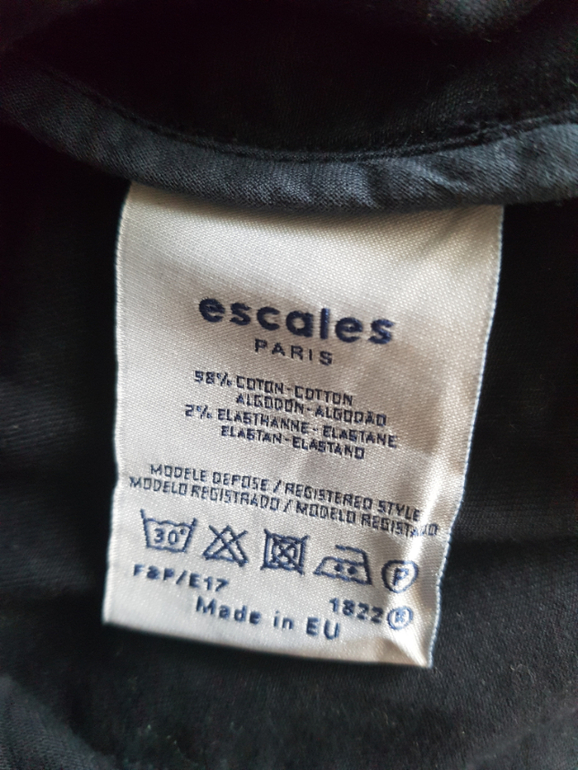 escales
PARIS
98% COTON-COTTON
ALGODON-ALGODÃO
2% ELASTHANNE-ELASTANE
ELASTAN-ELASTANO
MODELE DEPOSE / REGISTERED STYLE
MODELO REGISTRADO / MODELO REGISTADO
30°
P
F&P/E17
1822 R
Made in EU